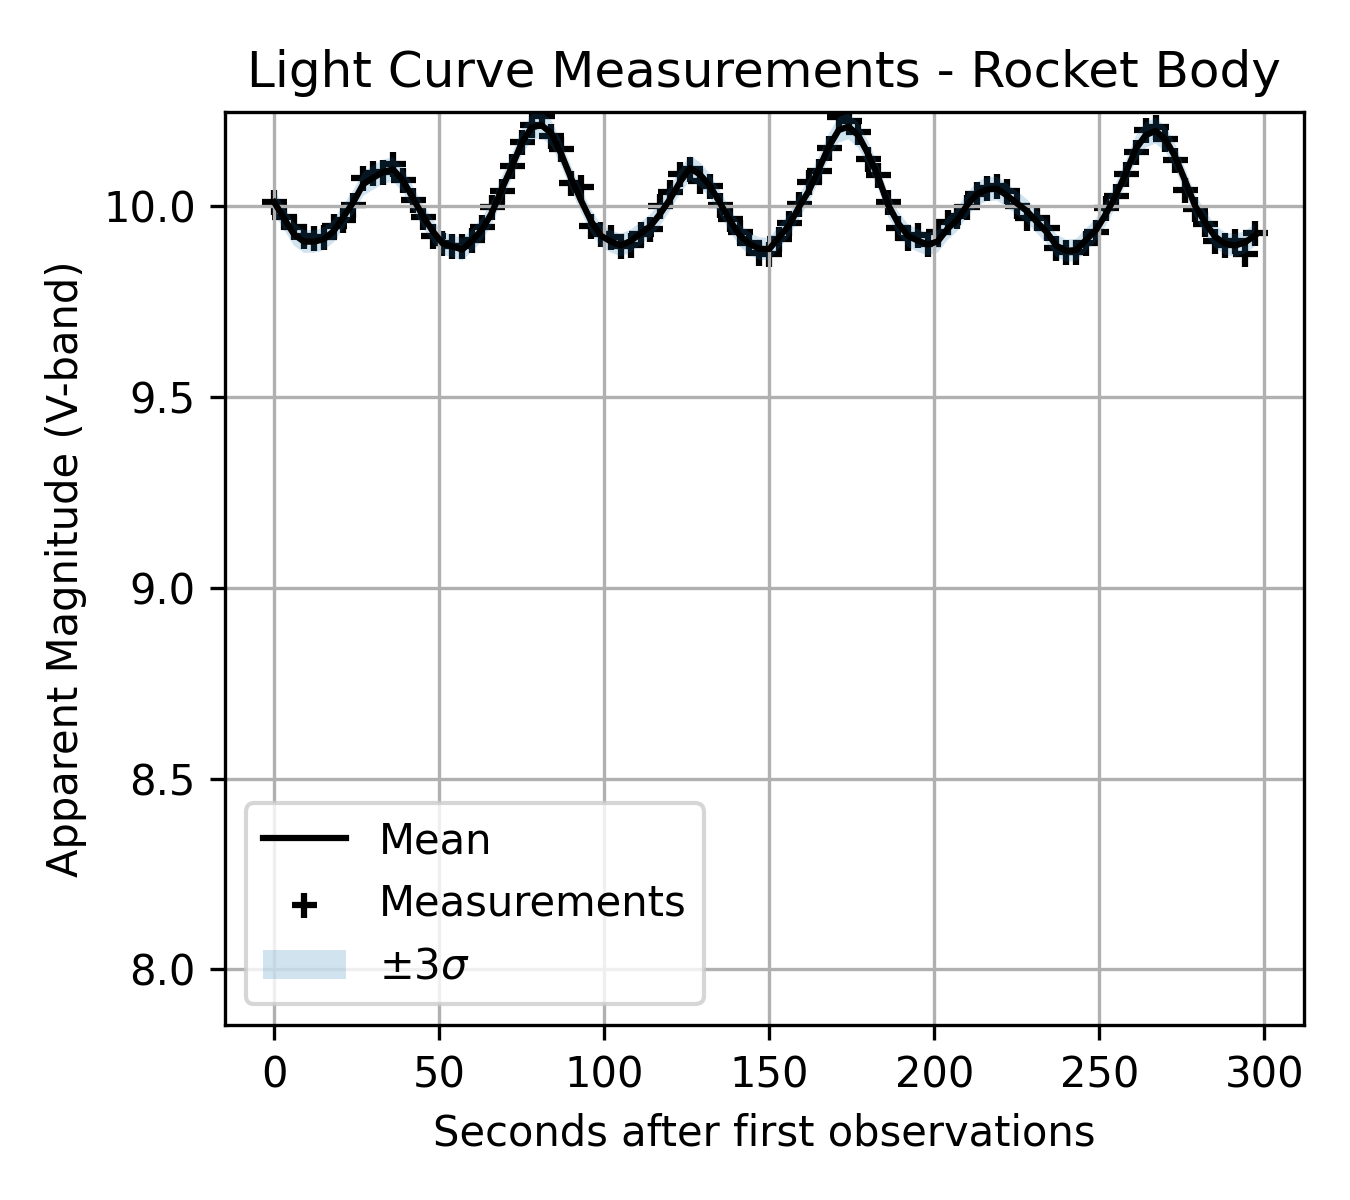 Light Curve Measurements - Rocket Body
Apparent Magnitude (V-band)
10.0
9.5
9.0
8.5
8.0
Mean
Measurements
±3σ
0 50 100 150 200 250 300
Seconds after first observations